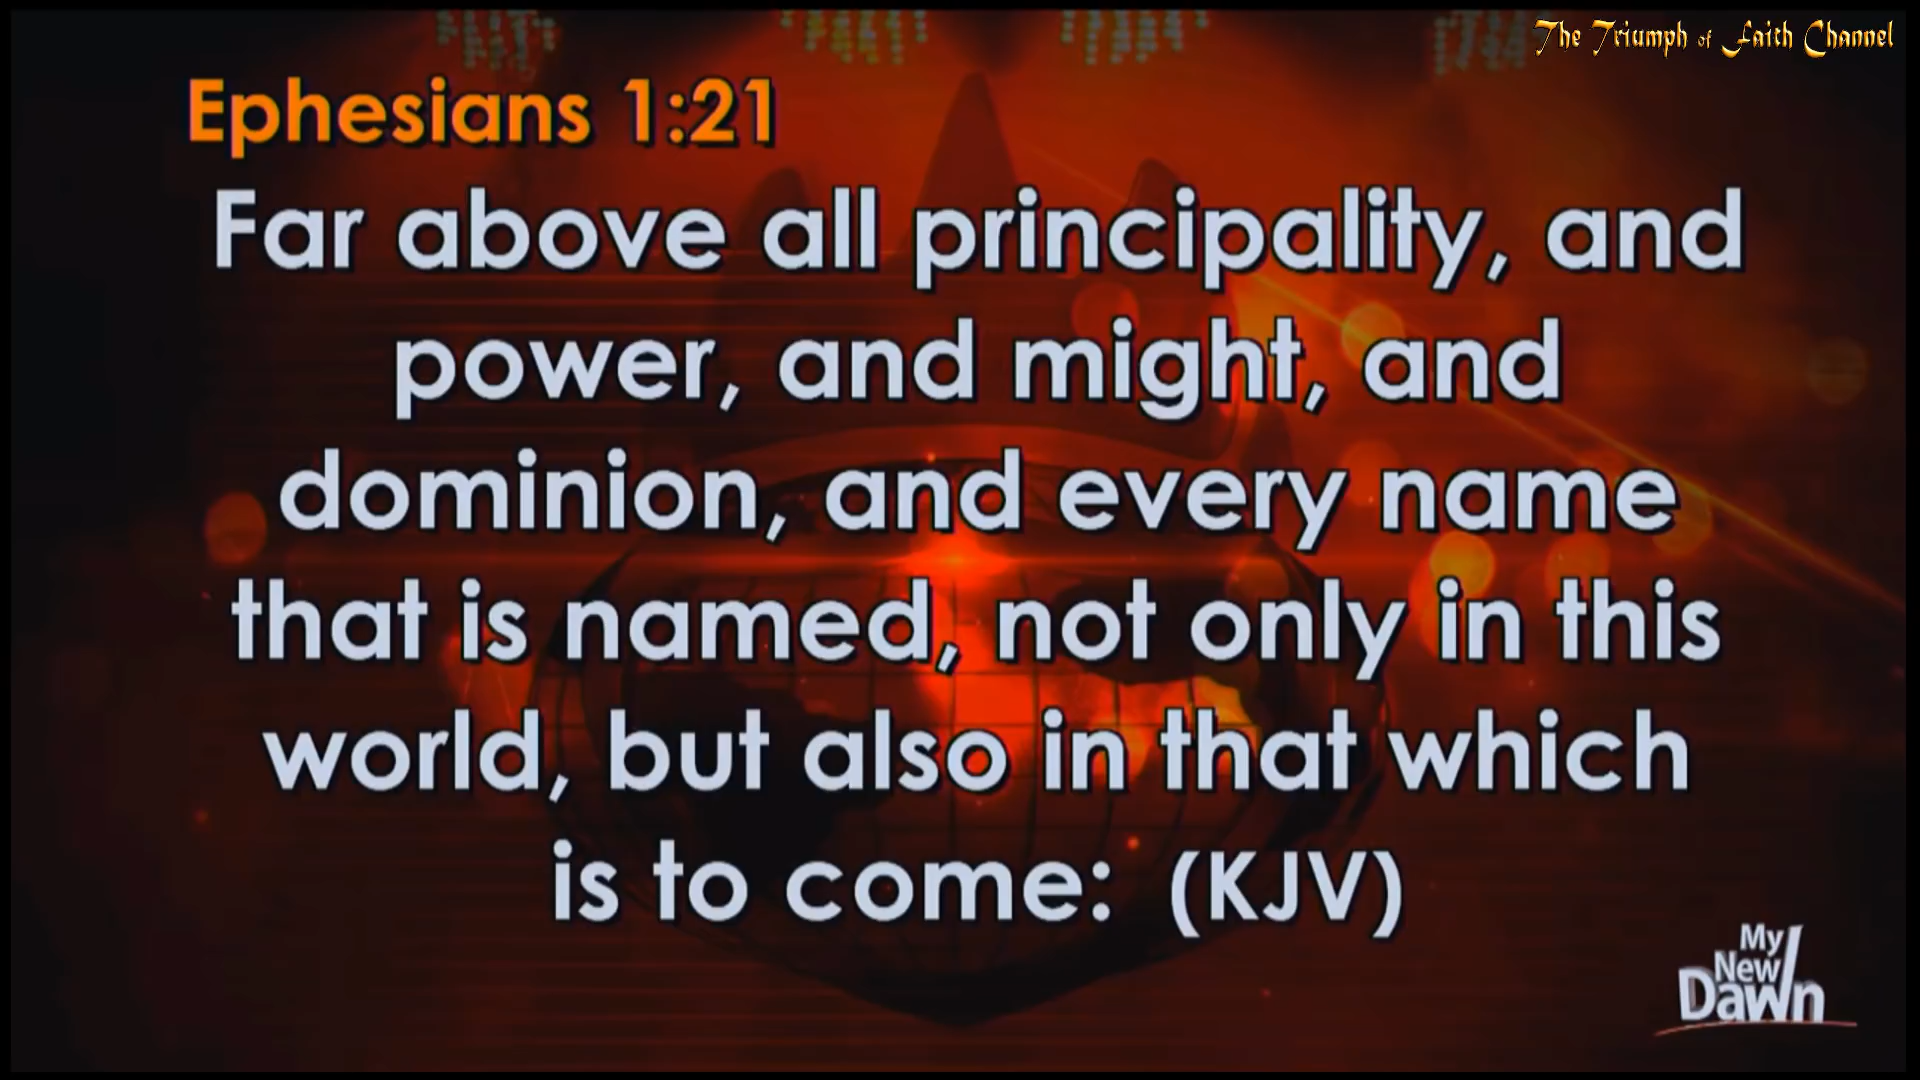 The Triumph of Faith Channel
Ephesians 1:21
Far above all principality, and
power, and might, and
dominion, and every name
that is named, not only in this
world, but also in that which
is to come: (KJV)
My
New
Dawn